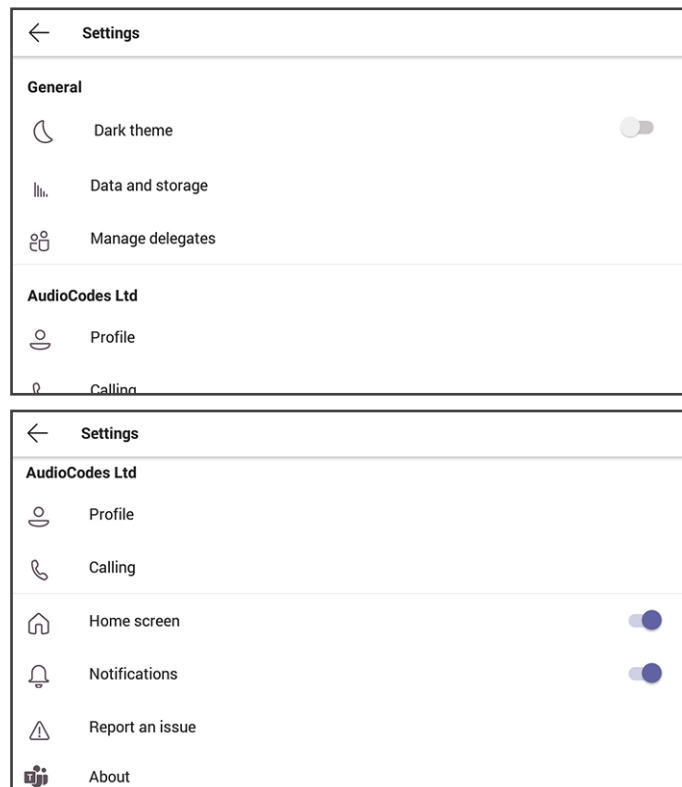 Settings
General
Dark theme
Data and storage
Manage delegates
AudioCodes Ltd
Profile
Calling
Settings
AudioCodes Ltd
Profile
Calling
Home screen
Notifications
Report an issue
About